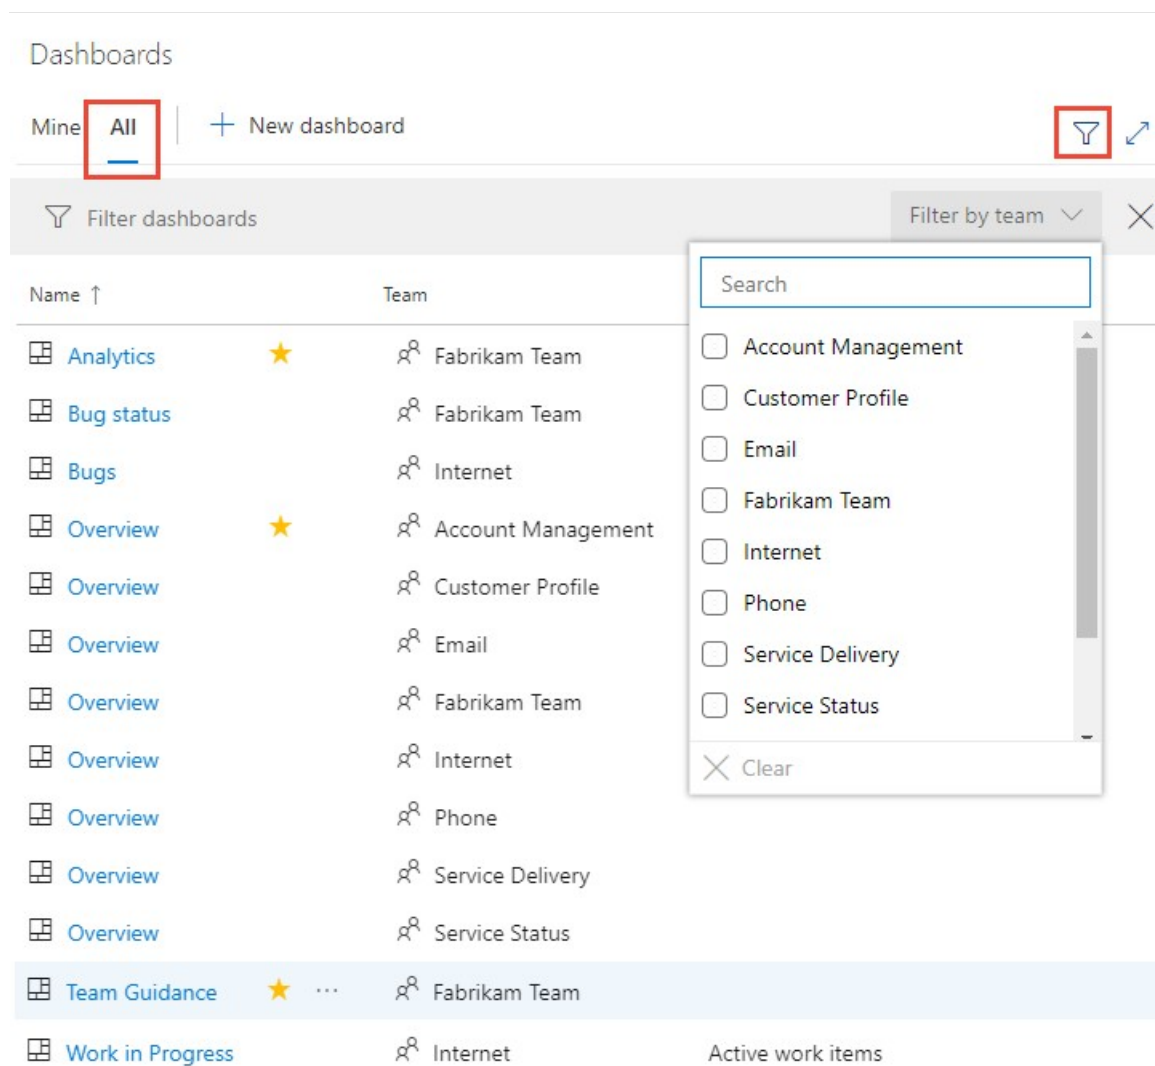 Dashboards
Mine All New dashboard
Filter dashboards Filter by team
Name ↑ Team
Search
Analytics Fabrikam Team
Account Management
Bug status Fabrikam Team
Customer Profile
Bugs Internet
Email
Overview Account Management
Fabrikam Team
Overview Customer Profile
Internet
Overview Email
Phone
Overview Fabrikam Team
Service Delivery
Overview Internet
Service Status
Clear
Overview Phone
Overview Service Delivery
Overview Service Status
Team Guidance ... Fabrikam Team
Work in Progress Internet Active work items